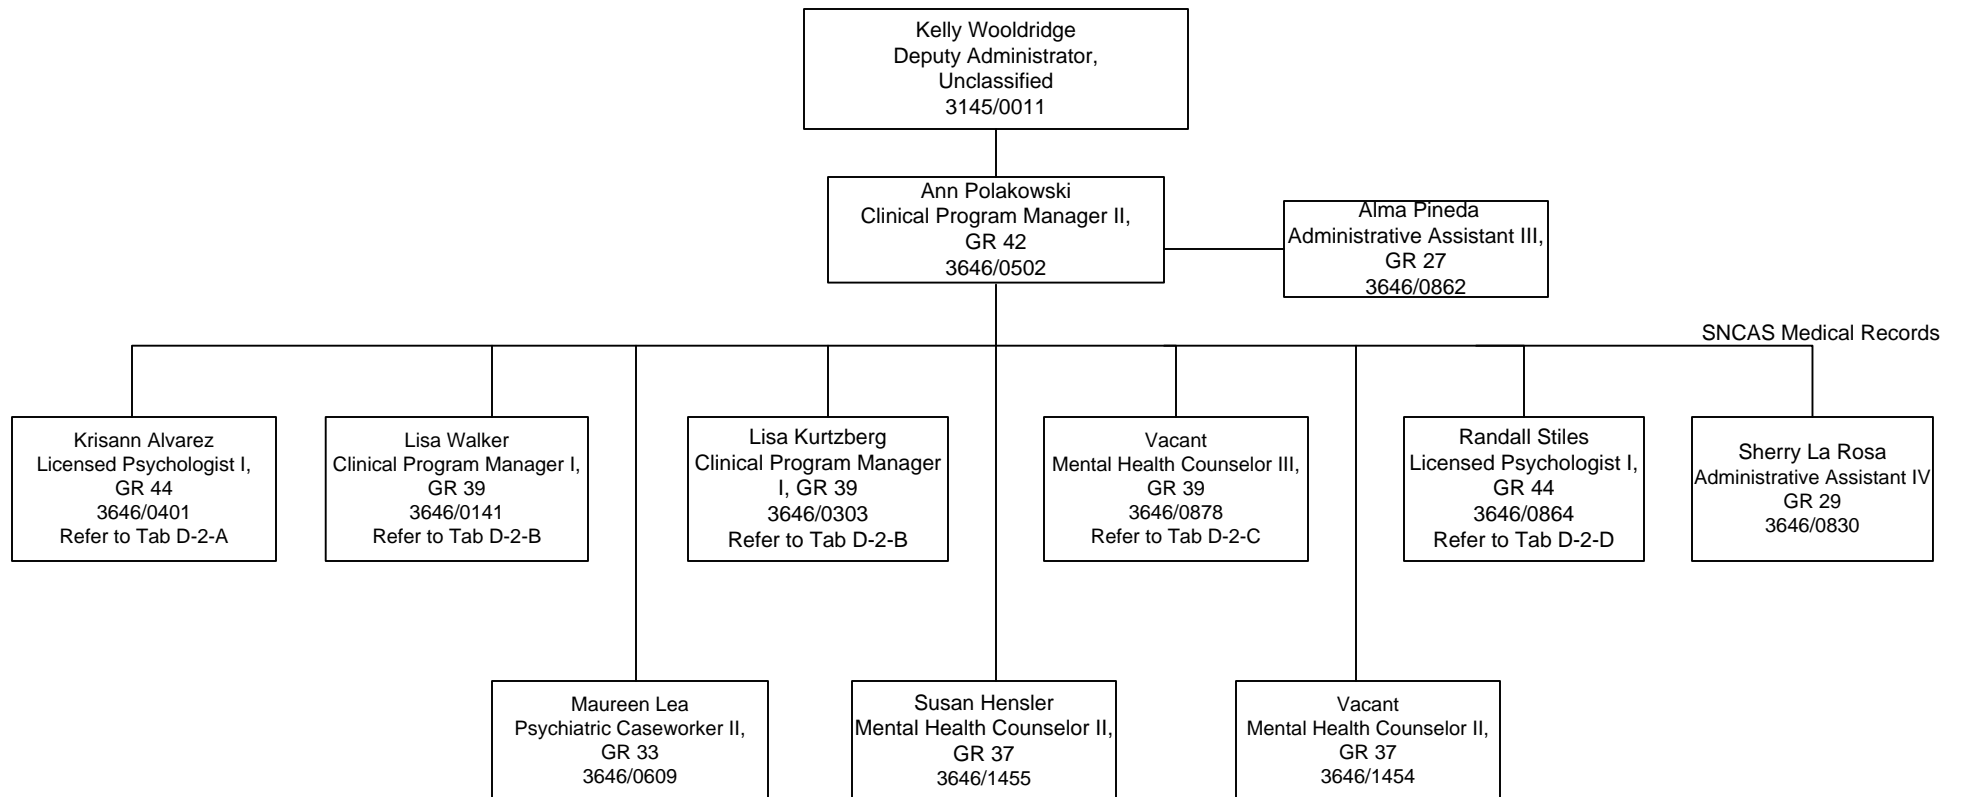 Kelly Wooldridge
Deputy Administrator,
Unclassified
3145/0011
Ann Polakowski
Clinical Program Manager II,
GR 42
3646/0502
Alma Pineda
Administrative Assistant III,
GR 27
3646/0862
SNCAS Medical Records
Krisann Alvarez
Licensed Psychologist I,
GR 44
3646/0401
Refer to Tab D-2-A
Lisa Walker
Clinical Program Manager I,
GR 39
3646/0141
Refer to Tab D-2-B
Lisa Kurtzberg
Clinical Program Manager
I, GR 39
3646/0303
Refer to Tab D-2-B
Vacant
Mental Health Counselor III,
GR 39
3646/0878
Refer to Tab D-2-C
Randall Stiles
Licensed Psychologist I,
GR 44
3646/0864
Refer to Tab D-2-D
Sherry La Rosa
Administrative Assistant IV
GR 29
3646/0830
Maureen Lea
Psychiatric Caseworker II,
GR 33
3646/0609
Susan Hensler
Mental Health Counselor II,
GR 37
3646/1455
Vacant
Mental Health Counselor II,
GR 37
3646/1454